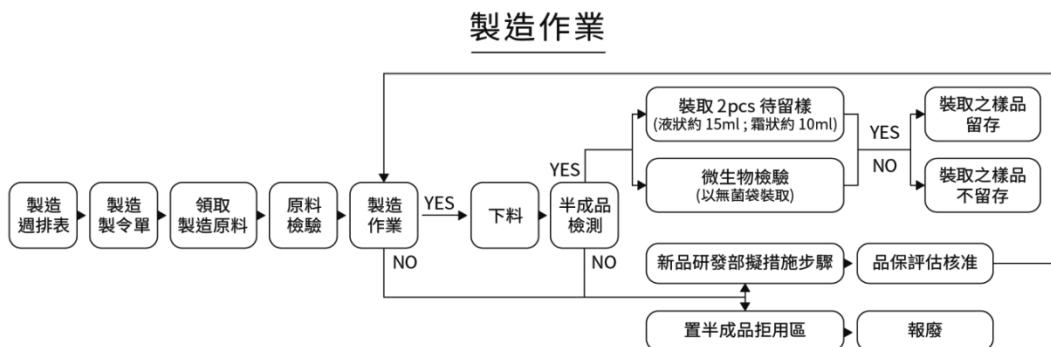 製造作業
製造
週排表
製造
製令單
領取
製造原料
原料
檢驗
製造
作業
YES
NO
下料
半成品
檢測
YES
NO
裝取 2pcs 待留樣
(液狀約 15ml ; 霜狀約 10ml)
微生物檢驗
(以無菌袋裝取)
YES
NO
裝取之樣品
留存
裝取之樣品
不留存
新品研發部擬措施步驟
品保評估核准
置半成品拒用區
報廢